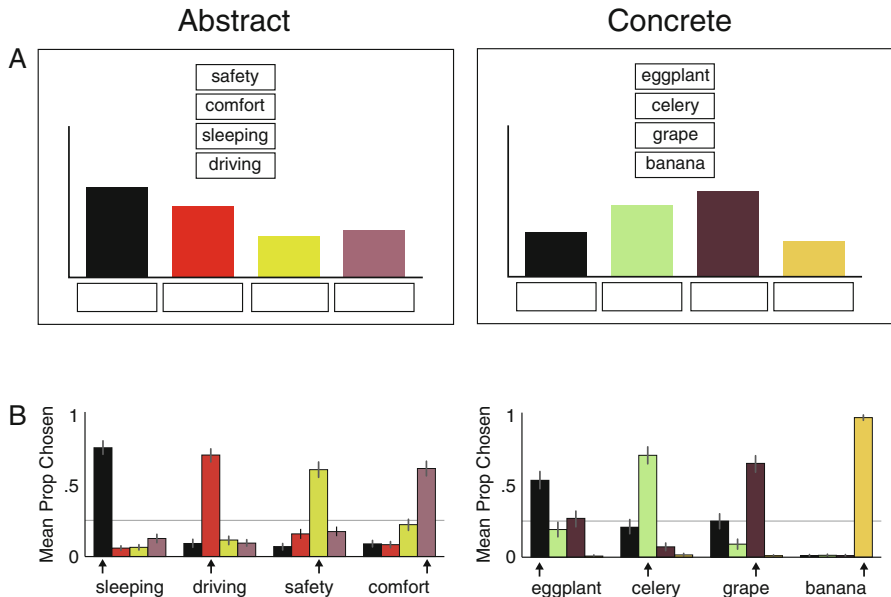 Abstract
Concrete
A
safety
comfort
sleeping
driving
eggplant
celery
grape
banana
B
Mean Prop Chosen
1
.5
0
sleeping
driving
safety
comfort
Mean Prop Chosen
1
.5
0
eggplant
celery
grape
banana